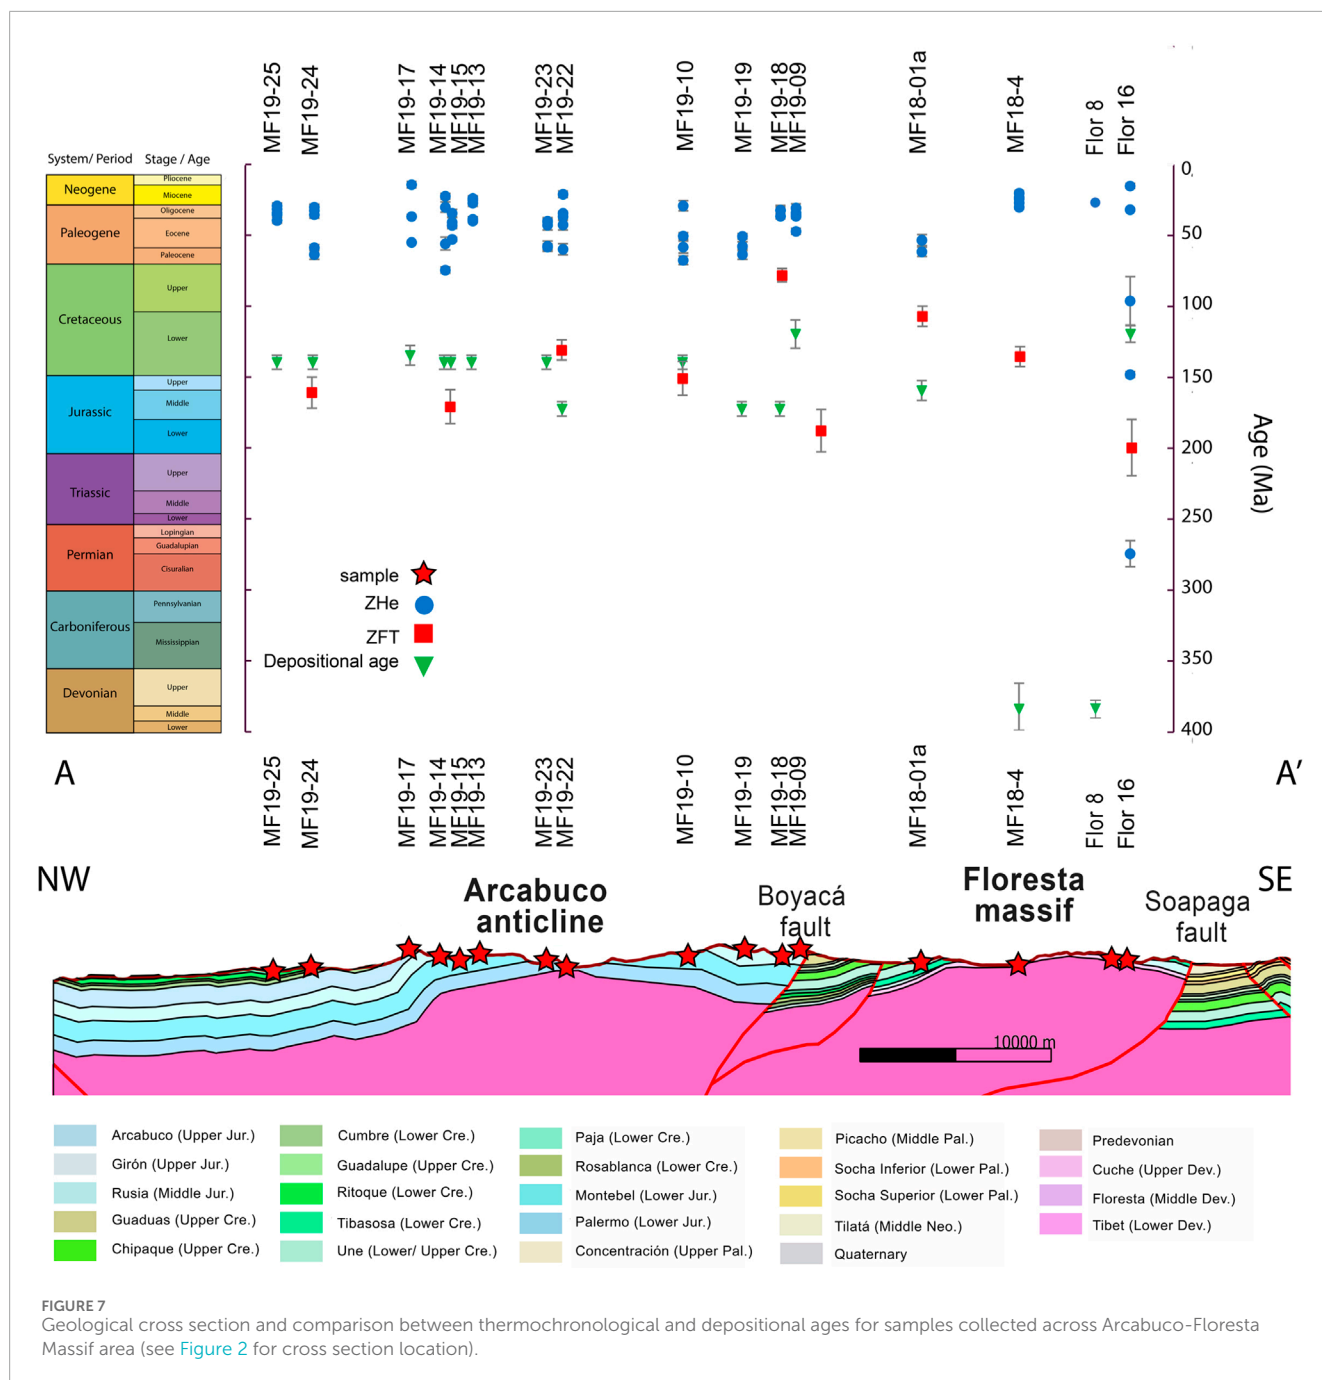 MF19-25
MF19-24
MF19-17
MF19-14
MF19-15
MF19-13
MF19-23
MF19-22
MF19-10
MF19-19
MF19-18
MF19-09
MF18-01a
MF18-4
Flor 8
Flor 16
System/ Period
Stage / Age
Neogene
Pliocene
Miocene
Paleogene
Oligocene
Eocene
Paleocene
Cretaceous
Upper
Lower
Jurassic
Upper
Middle
Lower
Triassic
Upper
Middle
Lower
Permian
Lopingian
Guadalupian
Cisuralian
Carboniferous
Pennsylvanian
Mississippian
Devonian
Upper
Middle
Lower
sample
ZHe
ZFT
Depositional age
0
50
100
150
200
250
300
350
400
Age (Ma)
A
A'
MF19-25
MF19-24
MF19-17
MF19-14
MF19-15
MF19-13
MF19-23
MF19-22
MF19-10
MF19-19
MF19-18
MF19-09
MF18-01a
MF18-4
Flor 8
Flor 16
NW
SE
Arcabuco
anticline
Boyacá
fault
Floresta
massif
Soapaga
fault
10000 m
Arcabuco (Upper Jur.)
Girón (Upper Jur.)
Rusia (Middle Jur.)
Guaduas (Upper Cre.)
Chipaque (Upper Cre.)
Cumbre (Lower Cre.)
Guadalupe (Upper Cre.)
Ritoque (Lower Cre.)
Tibasosa (Lower Cre.)
Une (Lower/ Upper Cre.)
Paja (Lower Cre.)
Rosablanca (Lower Cre.)
Montebel (Lower Jur.)
Palermo (Lower Jur.)
Concentración (Upper Pal.)
Picacho (Middle Pal.)
Socha Inferior (Lower Pal.)
Socha Superior (Lower Pal.)
Tilatá (Middle Neo.)
Quaternary
Predevonian
Cuche (Upper Dev.)
Floresta (Middle Dev.)
Tibet (Lower Dev.)
FIGURE 7
Geological cross section and comparison between thermochronological and depositional ages for samples collected across Arcabuco-Floresta
Massif area (see Figure 2 for cross section location).